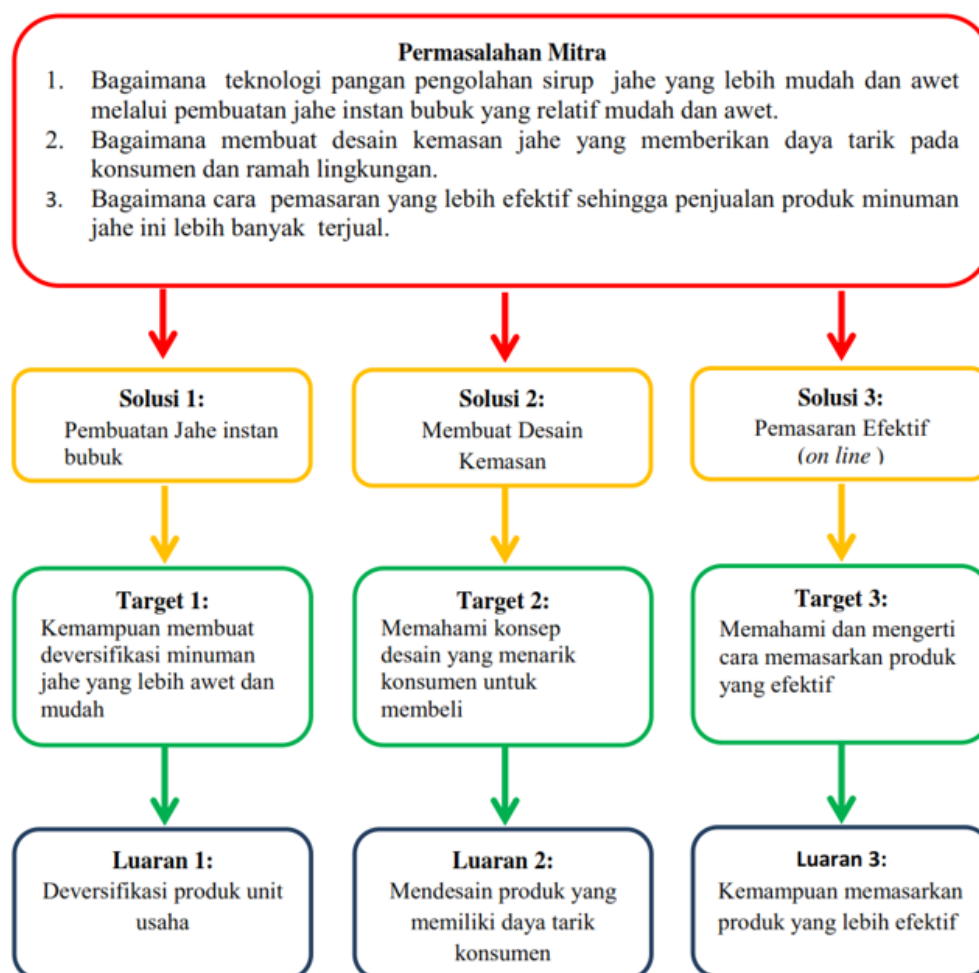 Permasalahan Mitra
1. Bagaimana teknologi pangan pengolahan sirup jahe yang lebih mudah dan awet
melalui pembuatan jahe instan bubuk yang relatif mudah dan awet.
2. Bagaimana membuat desain kemasan jahe yang memberikan daya tarik pada
konsumen dan ramah lingkungan.
3. Bagaimana cara pemasaran yang lebih efektif sehingga penjualan produk minuman
jahe ini lebih banyak terjual.
Solusi 1:
Pembuatan Jahe instan
bubuk
Solusi 2:
Membuat Desain
Kemasan
Solusi 3:
Pemasaran Efektif
(on line )
Target 1:
Kemampuan membuat
deversifikasi minuman
jahe yang lebih awet dan
mudah
Target 2:
Memahami konsep
desain yang menarik
konsumen untuk
membeli
Target 3:
Memahami dan mengerti
cara memasarkan produk
yang efektif
Luaran 1:
Deversifikasi produk unit
usaha
Luaran 2:
Mendesain produk yang
memiliki daya tarik
konsumen
Luaran 3:
Kemampuan memasarkan
produk yang lebih efektif